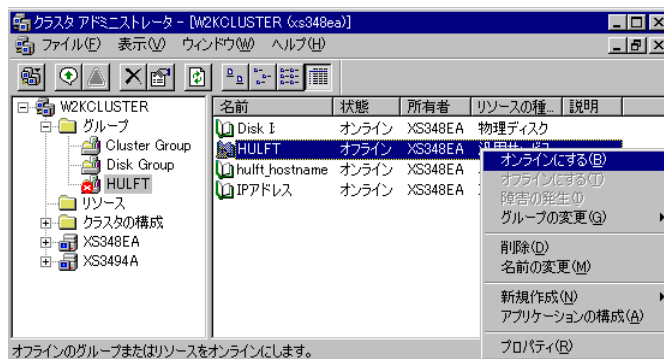 クラスタ アドミニストレータ - [W2KCLUSTER (xs348ea)]
ファイル(F) 表示(V) ウィンドウ(W) ヘルプ(H)
W2KCLUSTER
グループ
Cluster Group
Disk Group
HULFT
リソース
クラスタの構成
XS348EA
XS3494A
名前 状態 所有者 リソースの種... 説明
Disk I: オンライン XS348EA 物理ディスク
HULFT オフライン XS348EA 汎用サービス
hulft_hostname オンライン XS348EA
IPアドレス オンライン XS348EA
オンラインにする(B)
オフラインにする(T)
障害の発生(I)
グループの変更(G)
削除(D)
名前の変更(M)
新規作成(N)
アプリケーションの構成(A)
プロパティ(R)
オフラインのグループまたはリソースをオンラインにします。